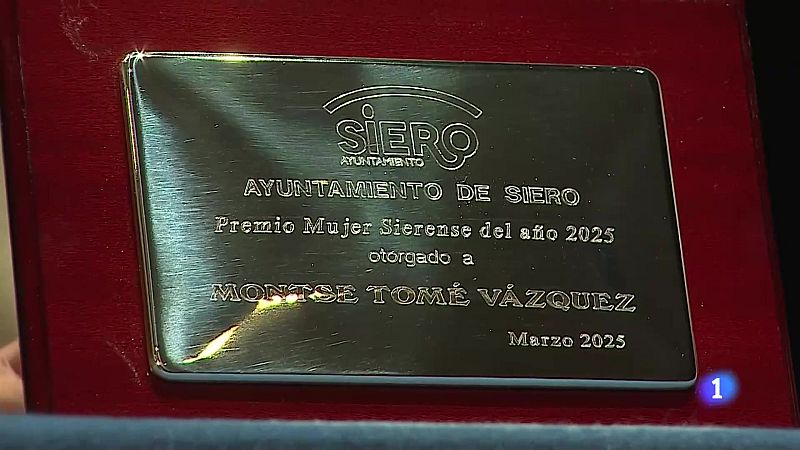 SiERO
AYUNTAMIENTO
AYUNTAMIENTO DE SIERO
Premio Mujer Sierense del año 2025
otorgado a
MONTSE TOMÉ VÁZQUEZ
Marzo 2025
1